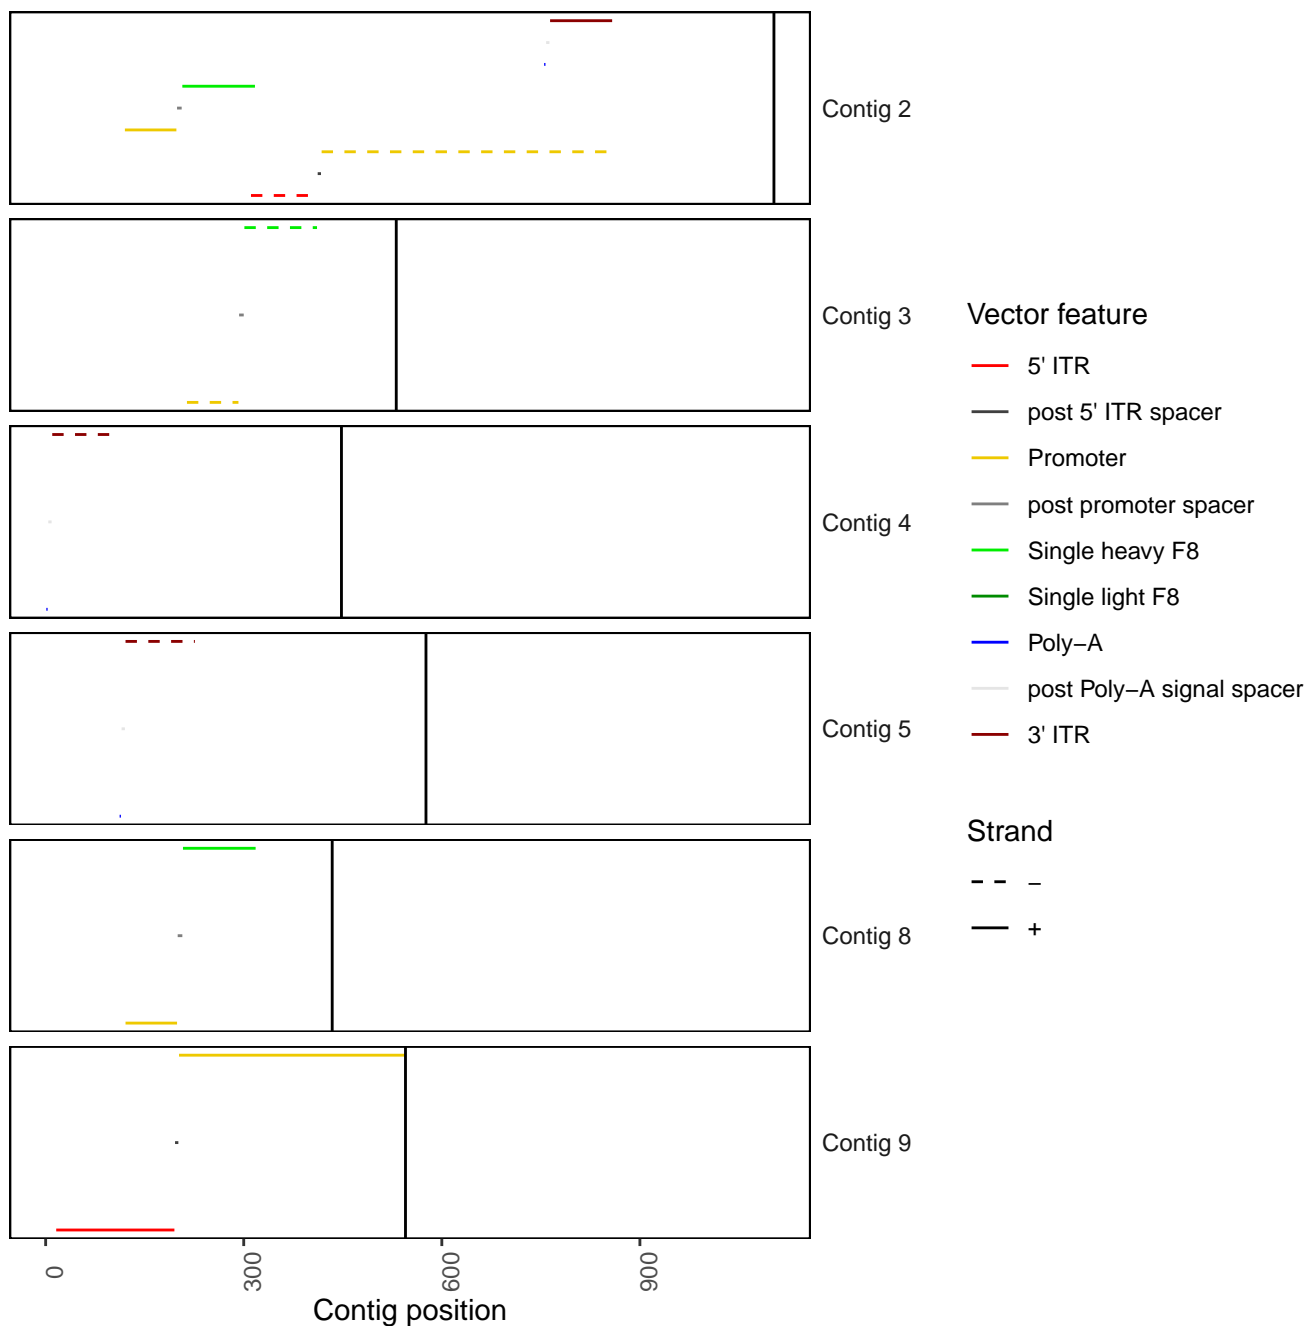 Contig 2
Contig 3
Contig 4
Contig 5
Contig 8
Contig 9
0
300
600
900
Contig position
Vector feature
5' ITR
post 5' ITR spacer
Promoter
post promoter spacer
Single heavy F8
Single light F8
Poly−A
post Poly−A signal spacer
3' ITR
Strand
−
+